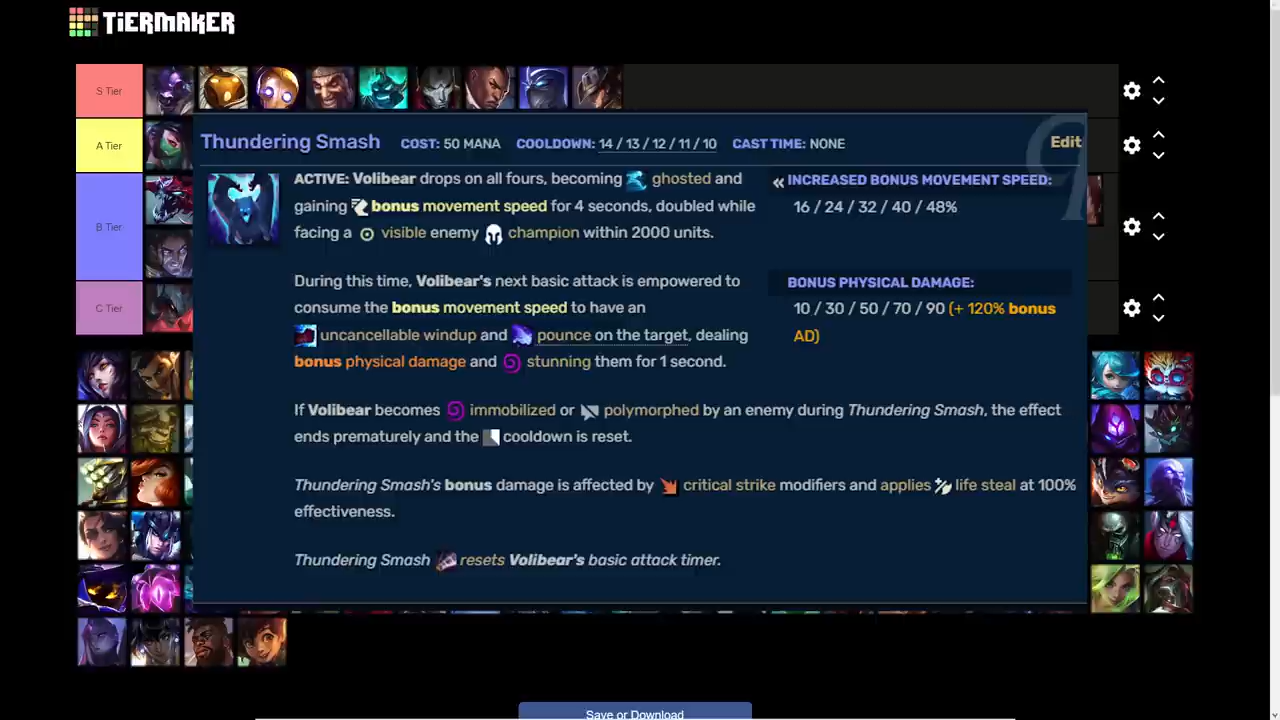 TIERMAKER
S Tier
A Tier
B Tier
C Tier
Thundering Smash COST: 50 MANA COOLDOWN: 14 / 13 / 12 / 11 / 10 CAST TIME: NONE Edit
ACTIVE: Volibear drops on all fours, becoming ghosted and
gaining bonus movement speed for 4 seconds, doubled while
facing a visible enemy champion within 2000 units.
INCREASED BONUS MOVEMENT SPEED:
16 / 24 / 32 / 40 / 48%
During this time, Volibear's next basic attack is empowered to
consume the bonus movement speed to have an
uncancellable windup and pounce on the target, dealing
bonus physical damage and stunning them for 1 second.
BONUS PHYSICAL DAMAGE:
10 / 30 / 50 / 70 / 90 (+ 120% bonus
AD)
If Volibear becomes immobilized or polymorphed by an enemy during Thundering Smash, the effect
ends prematurely and the cooldown is reset.
Thundering Smash's bonus damage is affected by critical strike modifiers and applies life steal at 100%
effectiveness.
Thundering Smash resets Volibear's basic attack timer.
Save or Download